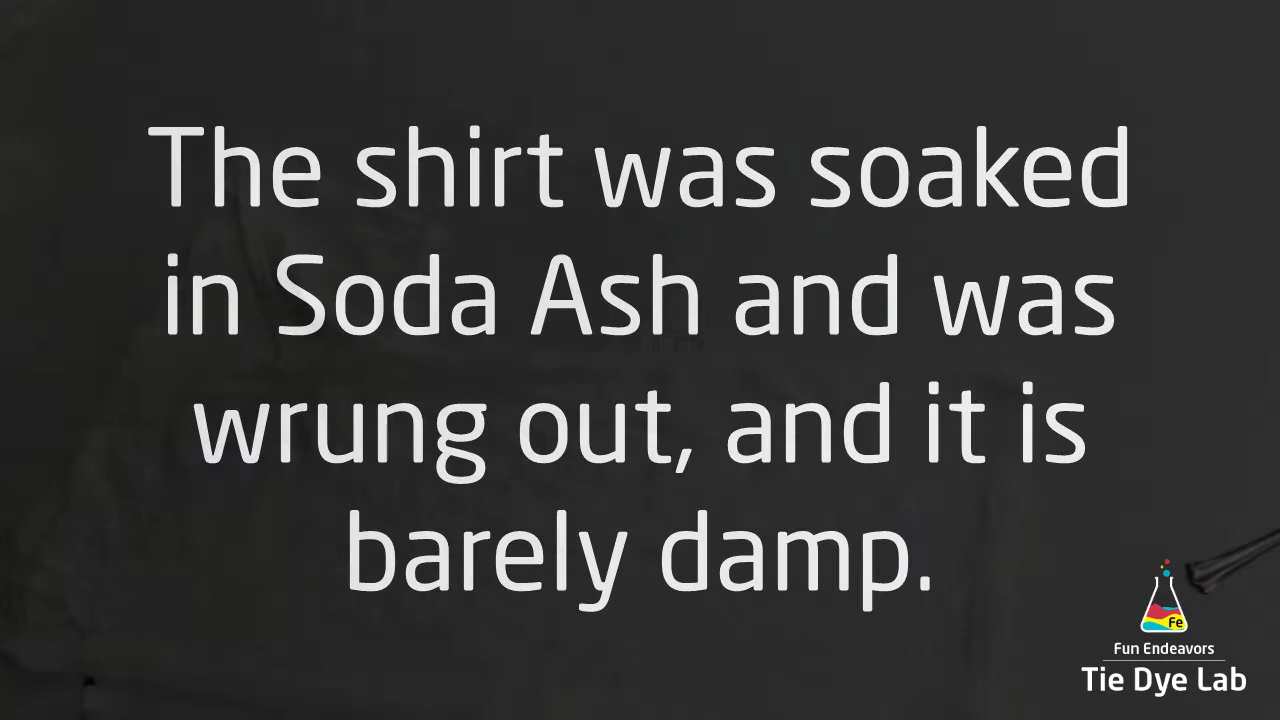 The shirt was soaked
in Soda Ash and was
wrung out, and it is
barely damp.
Fe
Fun Endeavors
Tie Dye Lab